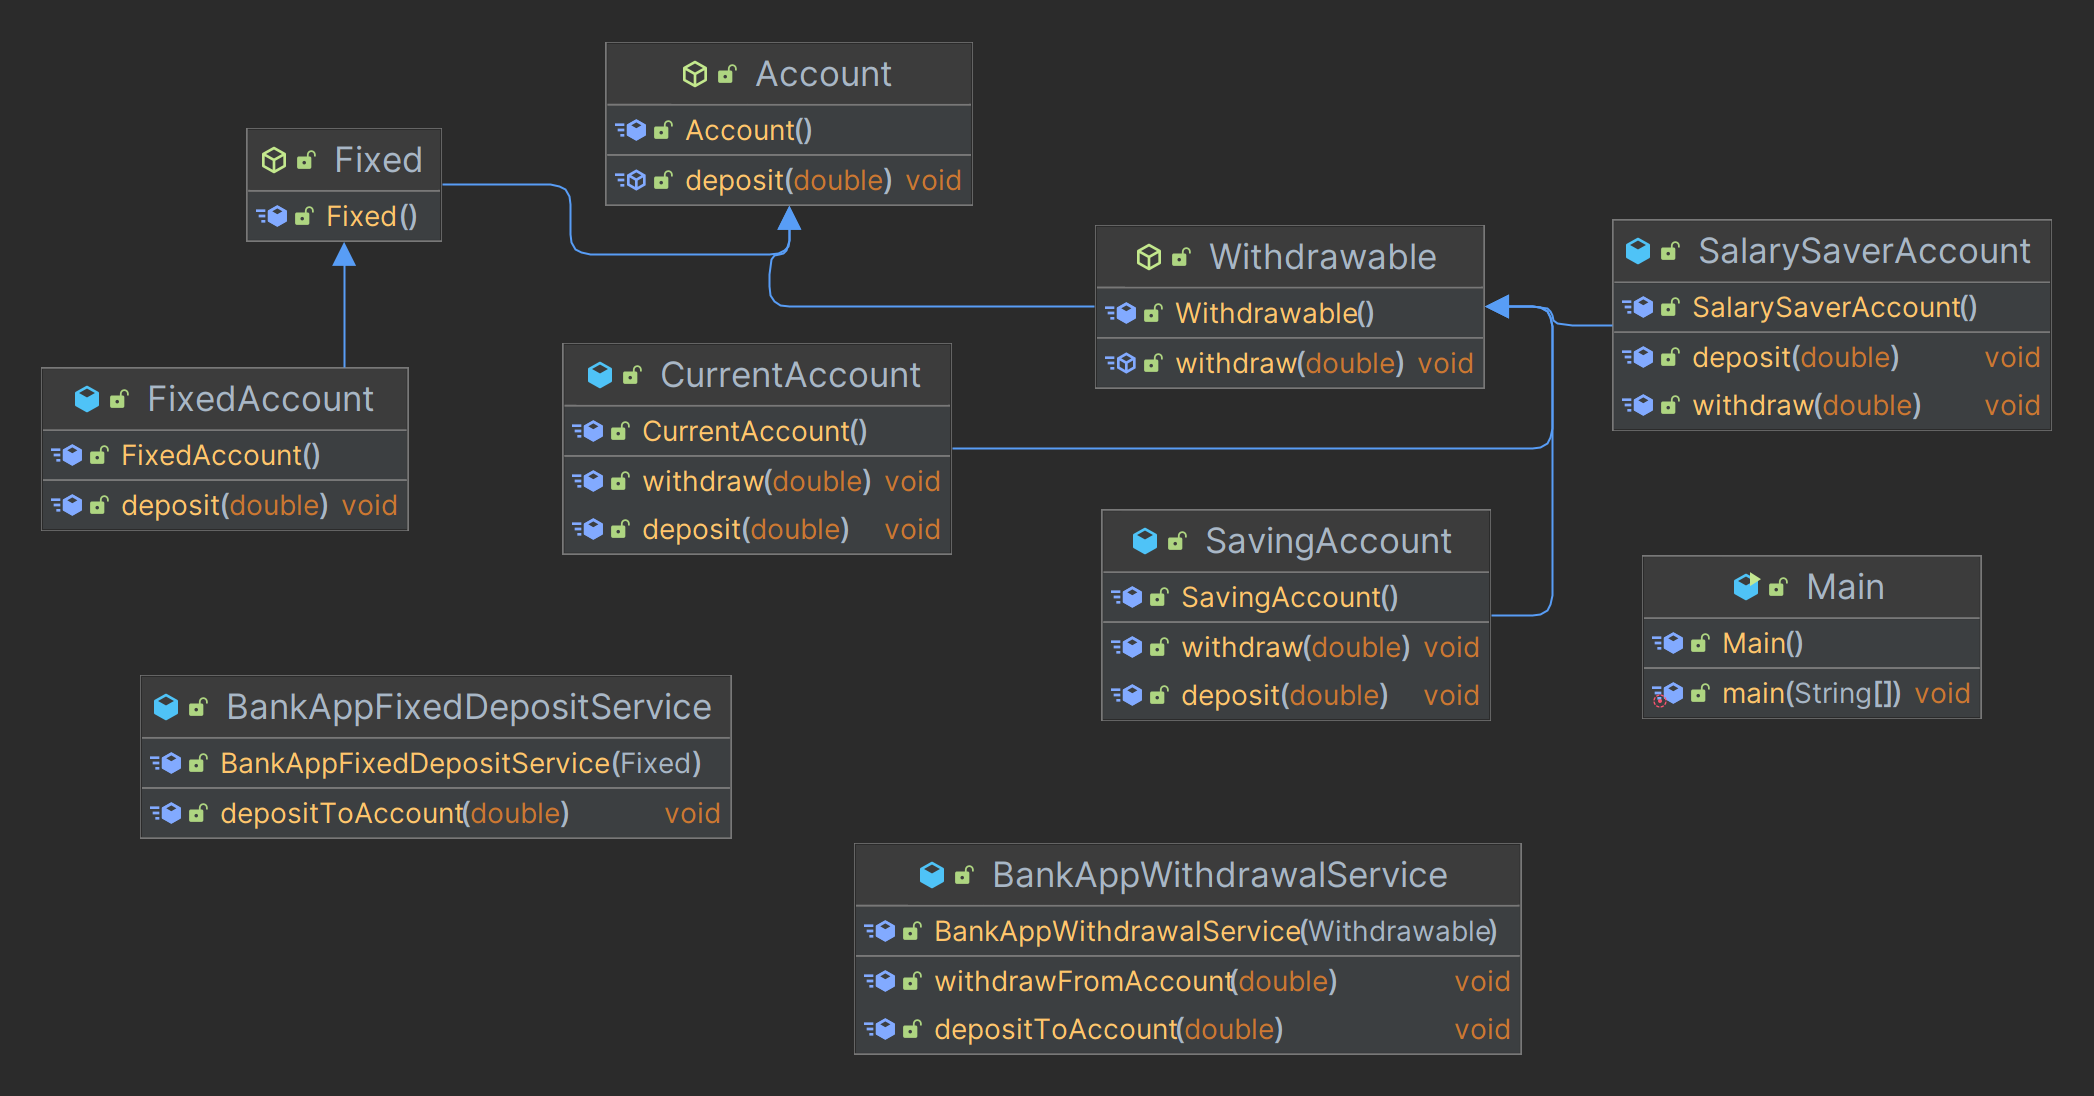 Account
Account()
deposit(double) void
Fixed
Fixed()
Withdrawable
Withdrawable()
withdraw(double) void
SalarySaverAccount
SalarySaverAccount()
deposit(double) void
withdraw(double) void
FixedAccount
FixedAccount()
deposit(double) void
CurrentAccount
CurrentAccount()
withdraw(double) void
deposit(double) void
SavingAccount
SavingAccount()
withdraw(double) void
deposit(double) void
Main
Main()
main(String[]) void
BankAppFixedDepositService
BankAppFixedDepositService(Fixed)
depositToAccount(double) void
BankAppWithdrawalService
BankAppWithdrawalService(Withdrawable)
withdrawFromAccount(double) void
depositToAccount(double) void